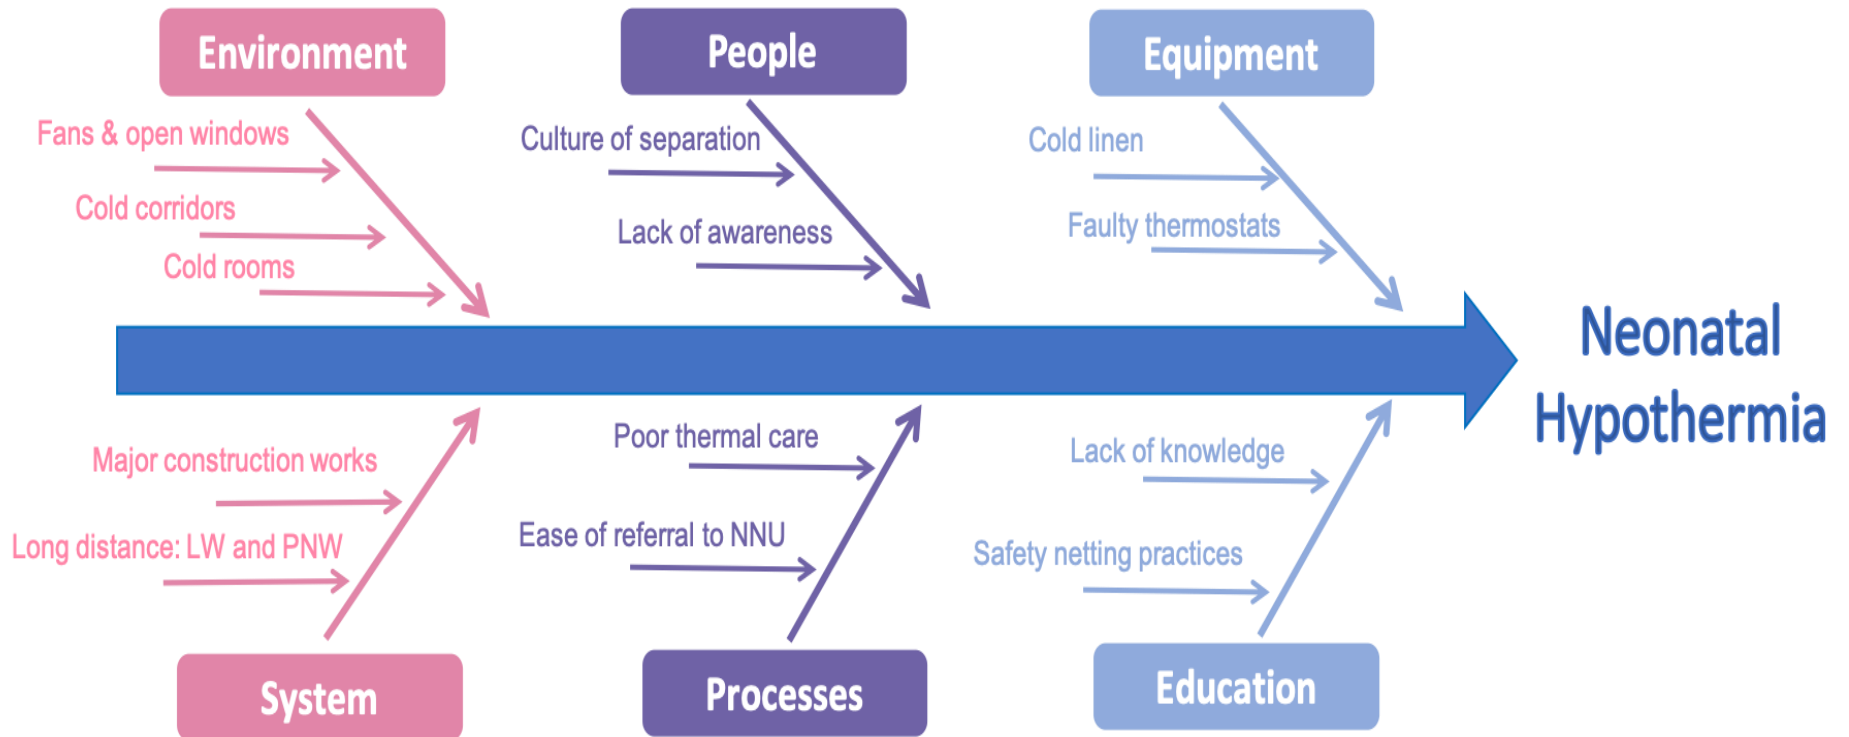 Environment
People
Equipment
Fans & open windows
Culture of separation
Cold linen
Cold corridors
Lack of awareness
Faulty thermostats
Cold rooms
Neonatal
Hypothermia
Major construction works
Poor thermal care
Lack of knowledge
Long distance: LW and PNW
Ease of referral to NNU
Safety netting practices
System
Processes
Education